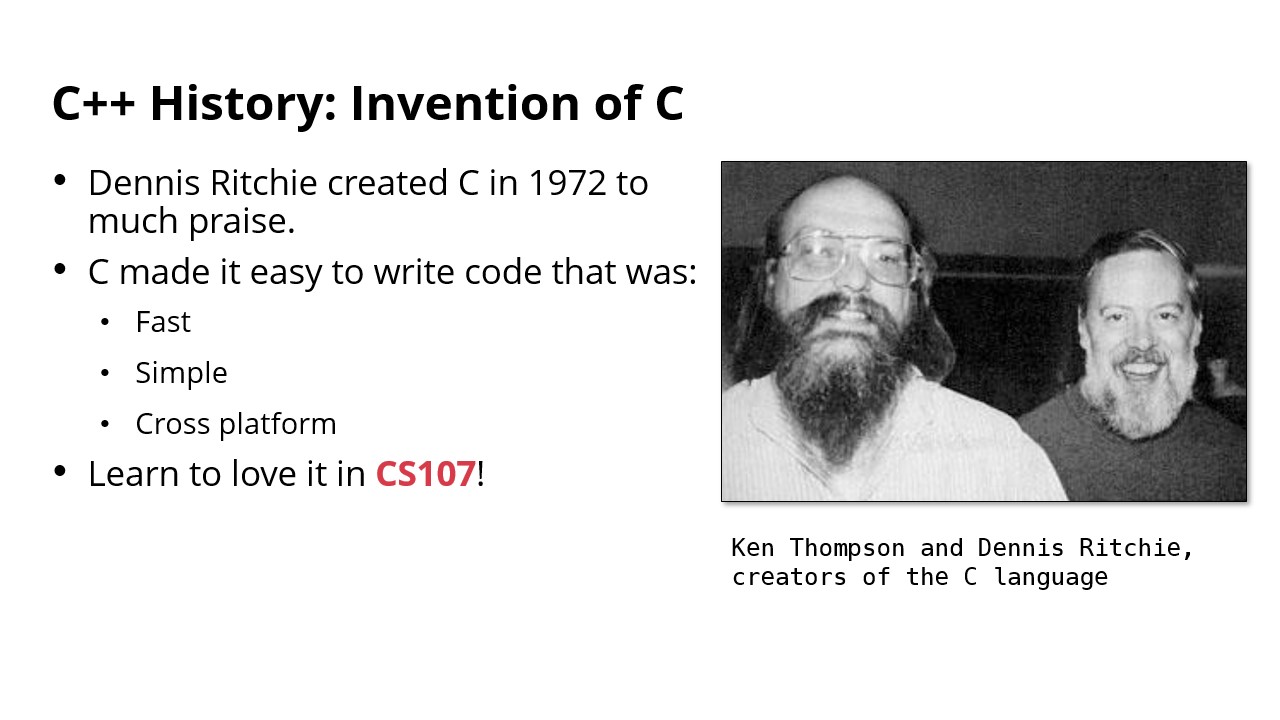 C++ History: Invention of C
• Dennis Ritchie created C in 1972 to
much praise.
• C made it easy to write code that was:
• Fast
• Simple
• Cross platform
• Learn to love it in CS107!
Ken Thompson and Dennis Ritchie,
creators of the C language